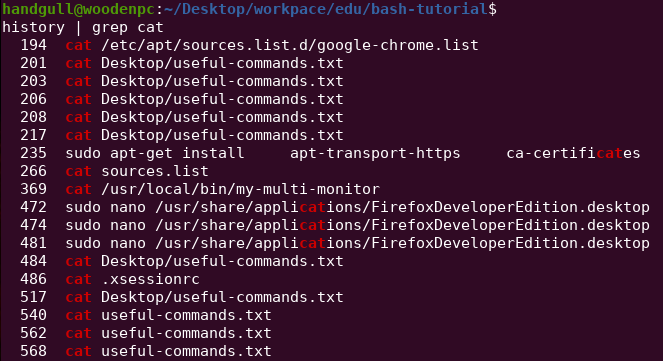 handgull@woodenpc:~/Desktop/workpace/edu/bash-tutorial$
history | grep cat
  194  cat /etc/apt/sources.list.d/google-chrome.list
  201  cat Desktop/useful-commands.txt
  203  cat Desktop/useful-commands.txt
  206  cat Desktop/useful-commands.txt
  208  cat Desktop/useful-commands.txt
  217  cat Desktop/useful-commands.txt
  235  sudo apt-get install     apt-transport-https     ca-certificates
  266  cat sources.list
  369  cat /usr/local/bin/my-multi-monitor
  472  sudo nano /usr/share/applications/FirefoxDeveloperEdition.desktop
  474  sudo nano /usr/share/applications/FirefoxDeveloperEdition.desktop
  481  sudo nano /usr/share/applications/FirefoxDeveloperEdition.desktop
  484  cat Desktop/useful-commands.txt
  486  cat .xsessionrc
  517  cat Desktop/useful-commands.txt
  540  cat useful-commands.txt
  562  cat useful-commands.txt
  568  cat useful-commands.txt